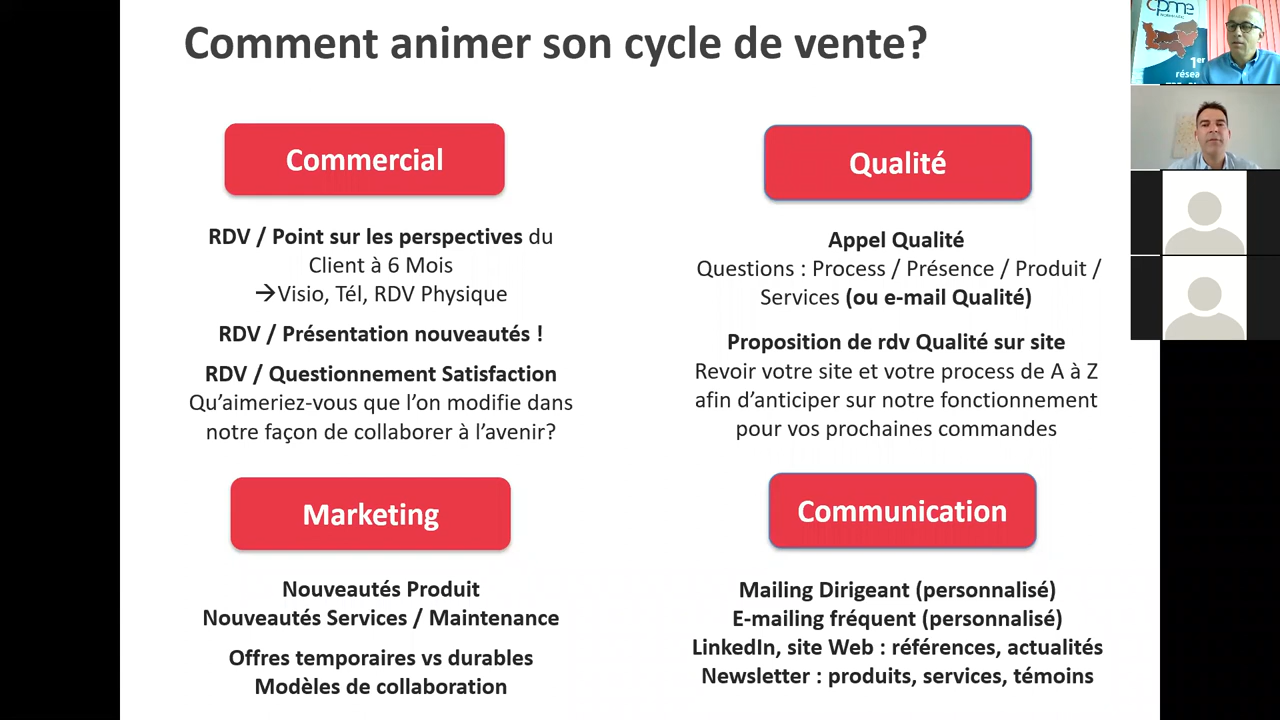 Comment animer son cycle de vente?
Commercial
RDV / Point sur les perspectives du
Client à 6 Mois
→Visio, Tél, RDV Physique
RDV / Présentation nouveautés !
RDV / Questionnement Satisfaction
Qu’aimeriez-vous que l’on modifie dans
notre façon de collaborer à l’avenir?
Qualité
Appel Qualité
Questions : Process / Présence / Produit /
Services (ou e-mail Qualité)
Proposition de rdv Qualité sur site
Revoir votre site et votre process de A à Z
afin d’anticiper sur notre fonctionnement
pour vos prochaines commandes
Marketing
Nouveautés Produit
Nouveautés Services / Maintenance
Offres temporaires vs durables
Modèles de collaboration
Communication
Mailing Dirigeant (personnalisé)
E-mailing fréquent (personnalisé)
LinkedIn, site Web : références, actualités
Newsletter : produits, services, témoins
cpme
1er